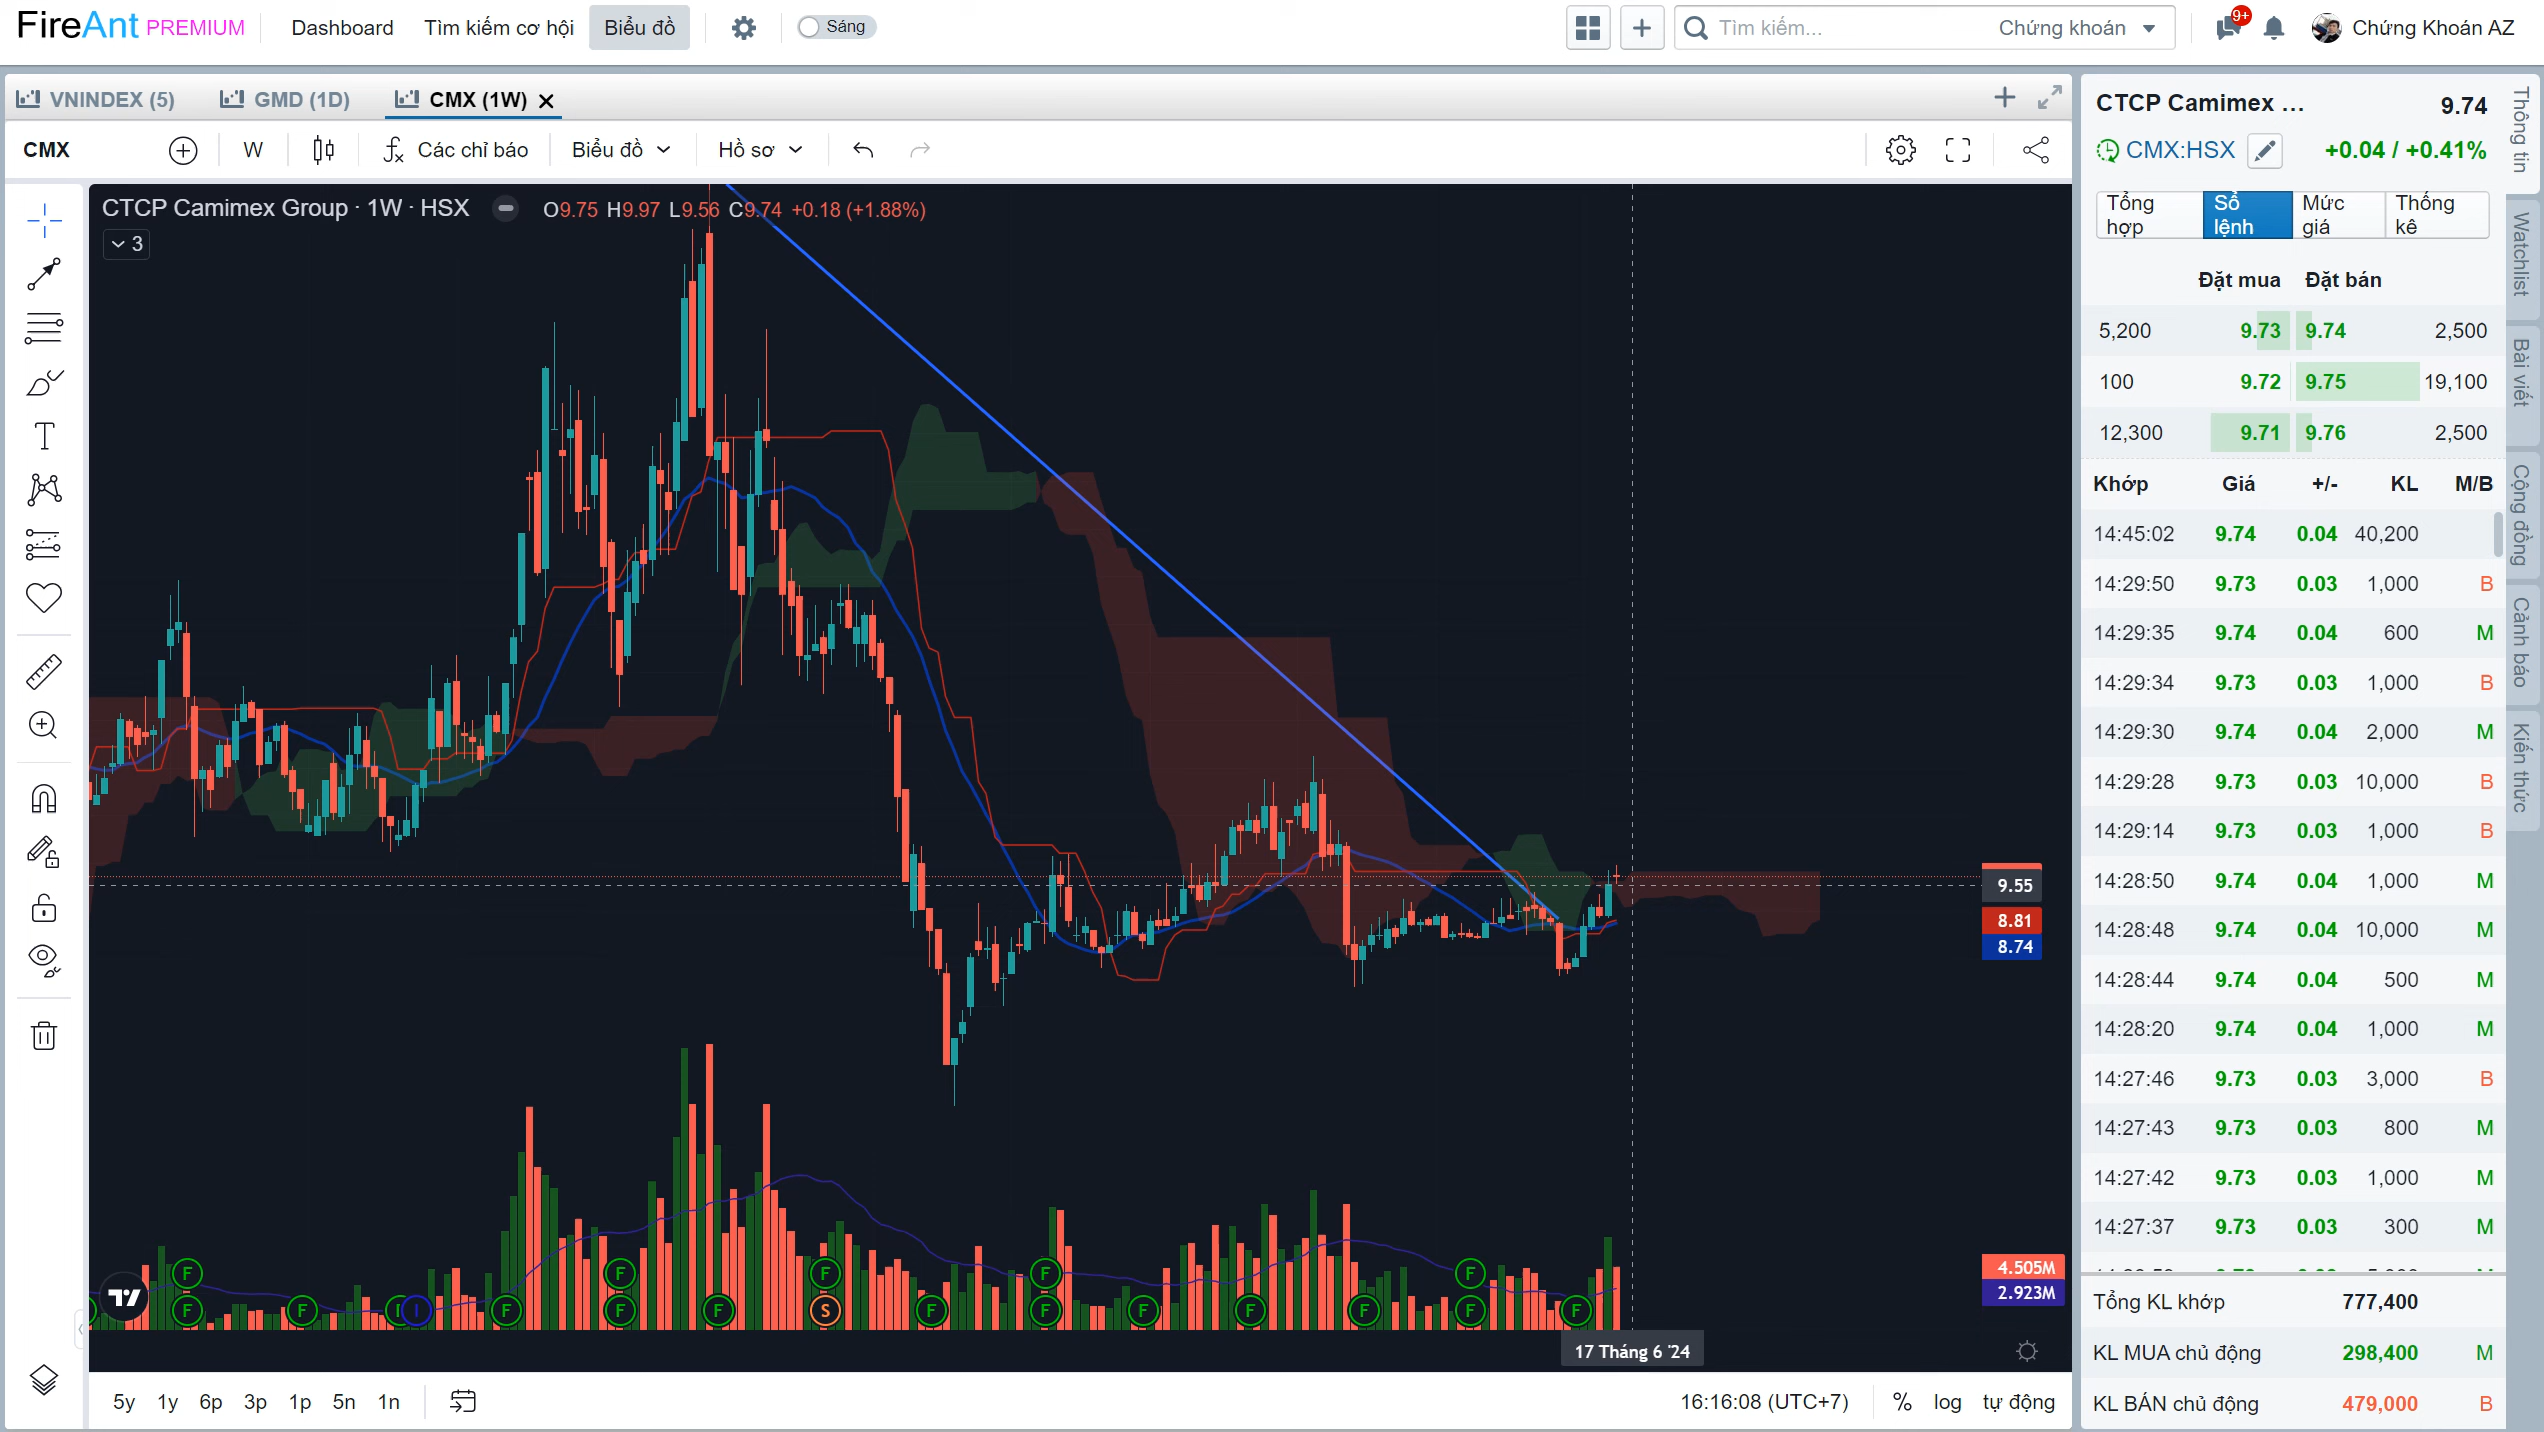 FireAnt PREMIUM Dashboard Tìm kiếm cơ hội Biểu đồ Sáng Tìm kiếm... Chứng khoán 9+ Chứng Khoán AZ
VNINDEX (5) GMD (1D) CMX (1W)
CMX W Các chỉ báo Biểu đồ Hồ sơ
CTCP Camimex Group · 1W · HSX O9.75 H9.97 L9.56 C9.74 +0.18 (+1.88%)
3
9.55
8.81
8.74
4.505M
2.923M
F F F F F
F F I F F F S F F F F F F F
17 Tháng 6 '24
5y 1y 6p 3p 1p 5n 1n 16:16:08 (UTC+7) % log tự động
CTCP Camimex ... 9.74
CMX:HSX +0.04 / +0.41%
Tổng hợp Sổ lệnh Mức giá Thống kê
Đặt mua Đặt bán
5,200 9.73 9.74 2,500
100 9.72 9.75 19,100
12,300 9.71 9.76 2,500
Khớp Giá +/- KL M/B
14:45:02 9.74 0.04 40,200
14:29:50 9.73 0.03 1,000 B
14:29:35 9.74 0.04 600 M
14:29:34 9.73 0.03 1,000 B
14:29:30 9.74 0.04 2,000 M
14:29:28 9.73 0.03 10,000 B
14:29:14 9.73 0.03 1,000 B
14:28:50 9.74 0.04 1,000 M
14:28:48 9.74 0.04 10,000 M
14:28:44 9.74 0.04 500 M
14:28:20 9.74 0.04 1,000 M
14:27:46 9.73 0.03 3,000 B
14:27:43 9.73 0.03 800 M
14:27:42 9.73 0.03 1,000 M
14:27:37 9.73 0.03 300 M
Tổng KL khớp 777,400
KL MUA chủ động 298,400 M
KL BÁN chủ động 479,000 B
Thông tin
Watchlist
Bài viết
Cộng đồng
Cảnh báo
Kiến thức